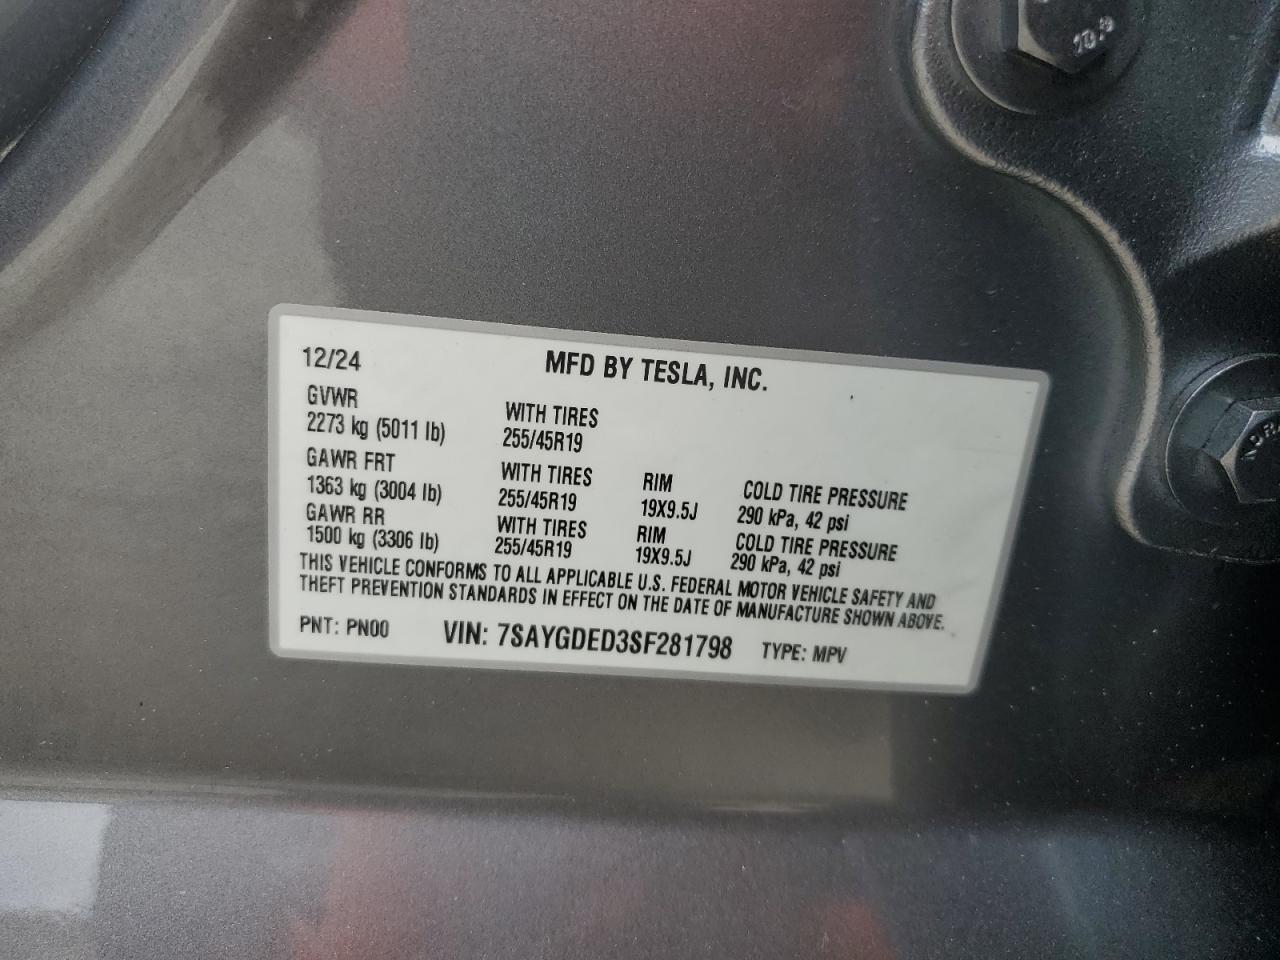 12/24 MFD BY TESLA, INC.
GVWR WITH TIRES
2273 kg (5011 lb) 255/45R19
GAWR FRT WITH TIRES RIM COLD TIRE PRESSURE
1363 kg (3004 lb) 255/45R19 19X9.5J 290 kPa, 42 psi
GAWR RR WITH TIRES RIM COLD TIRE PRESSURE
1500 kg (3306 lb) 255/45R19 19X9.5J 290 kPa, 42 psi
THIS VEHICLE CONFORMS TO ALL APPLICABLE U.S. FEDERAL MOTOR VEHICLE SAFETY AND
THEFT PREVENTION STANDARDS IN EFFECT ON THE DATE OF MANUFACTURE SHOWN ABOVE.
PNT: PN00 VIN: 7SAYGDED3SF281798 TYPE: MPV